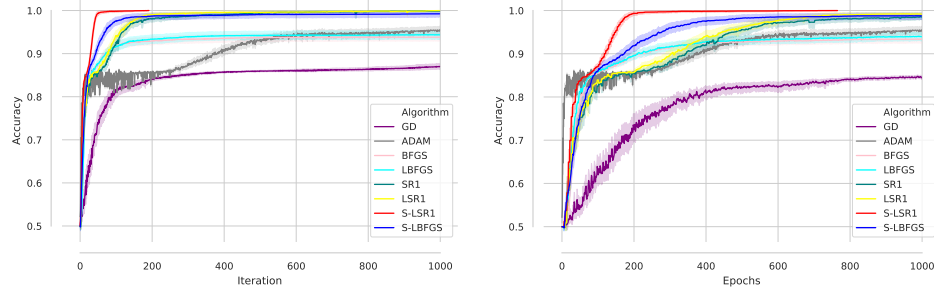 1.0
0.9
0.8
0.7
0.6
0.5
Accuracy
0
200
400
600
800
1000
Iteration
Algorithm
GD
ADAM
BFGS
LBFGS
SR1
LSR1
S-LSR1
S-LBFGS
1.0
0.9
0.8
0.7
0.6
0.5
Accuracy
0
200
400
600
800
1000
Epochs
Algorithm
GD
ADAM
BFGS
LBFGS
SR1
LSR1
S-LSR1
S-LBFGS